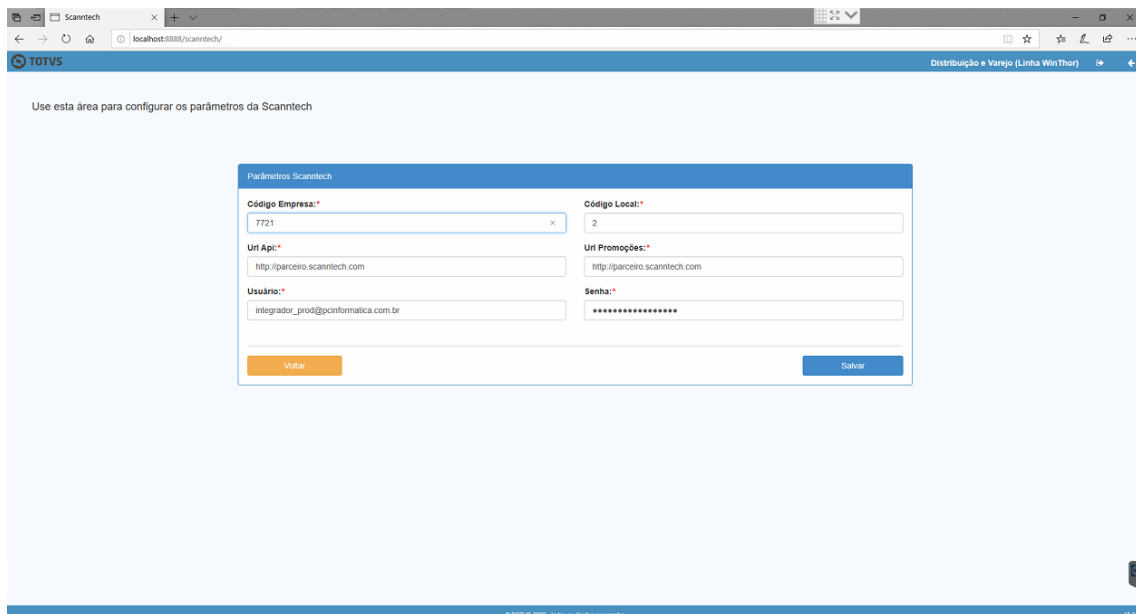 Scanntech
localhost:8888/scanntech/
TOTVS
Distribuição e Varejo (Linha WinThor)
Use esta área para configurar os parâmetros da Scanntech
Parâmetros Scanntech
Código Empresa:* Código Local:*
7721 2
Url Api:* Url Promoções:*
http://parceiro.scanntech.com http://parceiro.scanntech.com
Usuário:* Senha:*
integrador_prod@pcinformatica.com.br •••••••••••••••••
Voltar Salvar